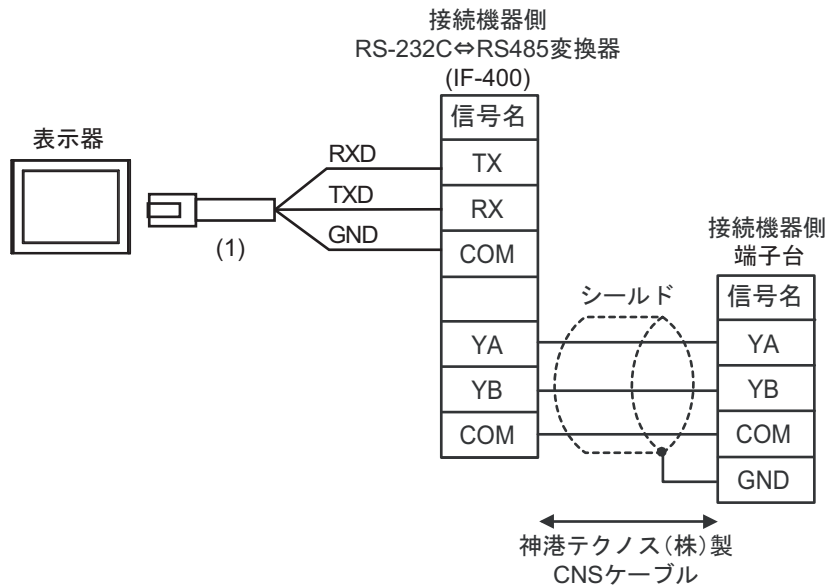 接続機器側
RS-232C⇔RS485変換器
(IF-400)
信号名
表示器
RXD
TX
TXD
RX
GND
COM
(1)
接続機器側
端子台
シールド
信号名
YA
YA
YB
YB
COM
COM
GND
神港テクノス(株)製
CNSケーブル